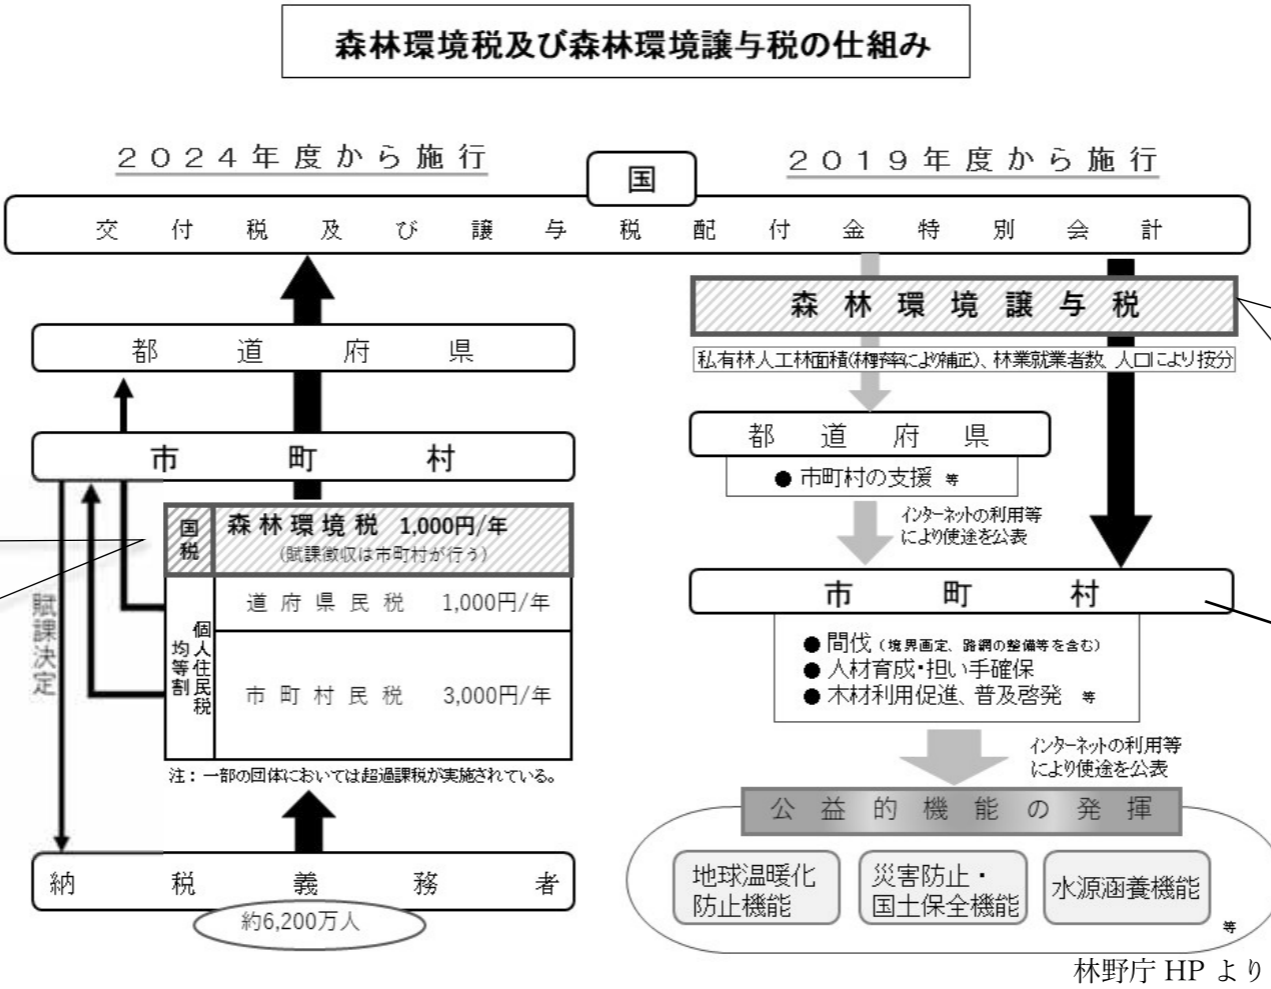 森林環境税及び森林環境譲与税の仕組み
2024年度から施行
国
2019年度から施行
交付税及び譲与税配付金特別会計
都道府県
市町村
国税
森林環境税 1,000円/年
(賦課徴収は市町村が行う)
個人住民税
均等割
道府県民税 1,000円/年
市町村民税 3,000円/年
注：一部の団体においては超過課税が実施されている。
賦課決定
納税義務者
約6,200万人
森林環境譲与税
私有林人工林面積(林野率により補正)、林業就業者数、人口により按分
都道府県
●市町村の支援 等
インターネットの利用等
により使途を公表
市町村
●間伐（境界画定、路網の整備等を含む）
●人材育成・担い手確保
●木材利用促進、普及啓発 等
インターネットの利用等
により使途を公表
公益的機能の発揮
地球温暖化
防止機能
災害防止・
国土保全機能
水源涵養機能
等
林野庁 HP より